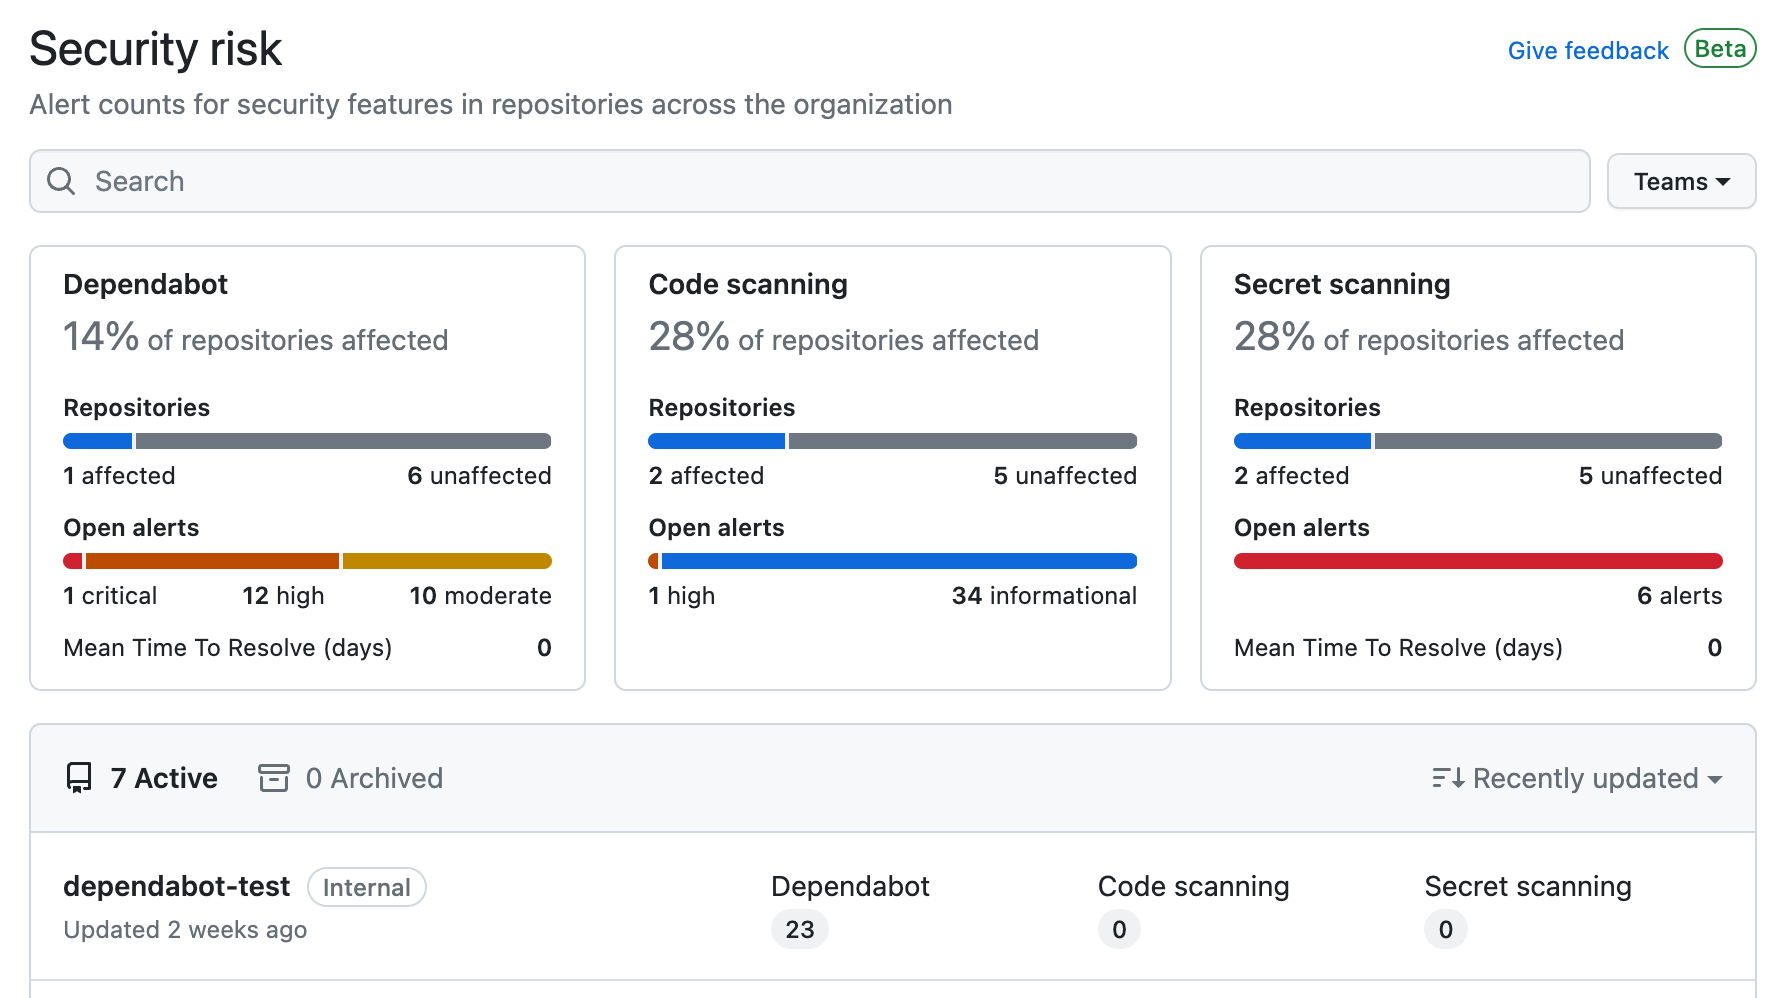 Security risk
Give feedback Beta
Alert counts for security features in repositories across the organization
Search
Teams
Dependabot
14% of repositories affected
Repositories
1 affected 6 unaffected
Open alerts
1 critical 12 high 10 moderate
Mean Time To Resolve (days) 0
Code scanning
28% of repositories affected
Repositories
2 affected 5 unaffected
Open alerts
1 high 34 informational
Secret scanning
28% of repositories affected
Repositories
2 affected 5 unaffected
Open alerts
6 alerts
Mean Time To Resolve (days) 0
7 Active 0 Archived Recently updated
dependabot-test Internal Dependabot Code scanning Secret scanning
Updated 2 weeks ago 23 0 0